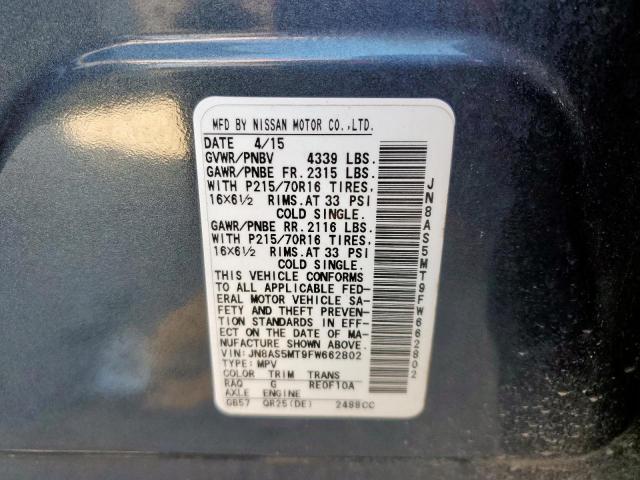 MFD BY NISSAN MOTOR CO.,LTD.
DATE 4/15
GVWR/PNBV 4339 LBS.
GAWR/PNBE FR. 2315 LBS.
WITH P215/70R16 TIRES,
16X6½ RIMS.AT 33 PSI
COLD SINGLE.
GAWR/PNBE RR. 2116 LBS.
WITH P215/70R16 TIRES,
16X6½ RIMS.AT 33 PSI
COLD SINGLE.
THIS VEHICLE CONFORMS
TO ALL APPLICABLE FED-
ERAL MOTOR VEHICLE SA-
FETY AND THEFT PREVEN-
TION STANDARDS IN EFF-
ECT ON THE DATE OF MA-
NUFACTURE SHOWN ABOVE.
VIN:JN8AS5MT9FW662802
TYPE:MPV
COLOR TRIM TRANS
RAQ G RE0F10A
AXLE ENGINE
GB57 QR25(DE) 2488CC
JN8AS5MT9FW662802